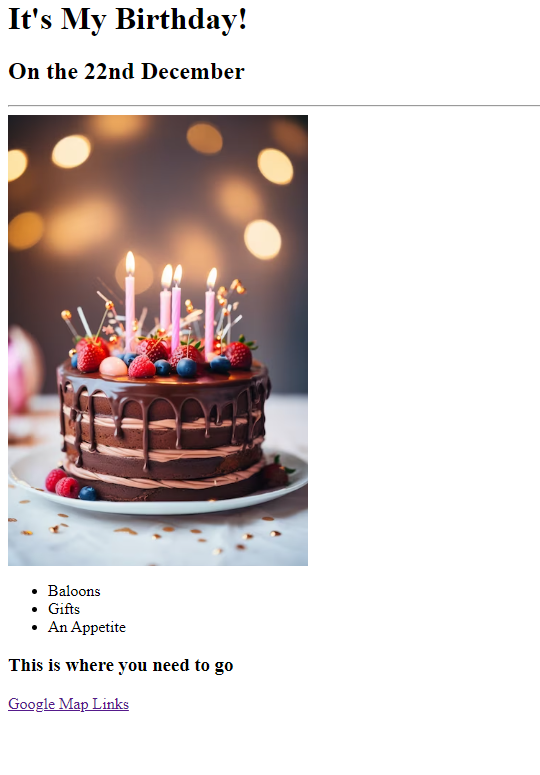 It's My Birthday!
On the 22nd December
Baloons
Gifts
An Appetite
This is where you need to go
Google Map Links